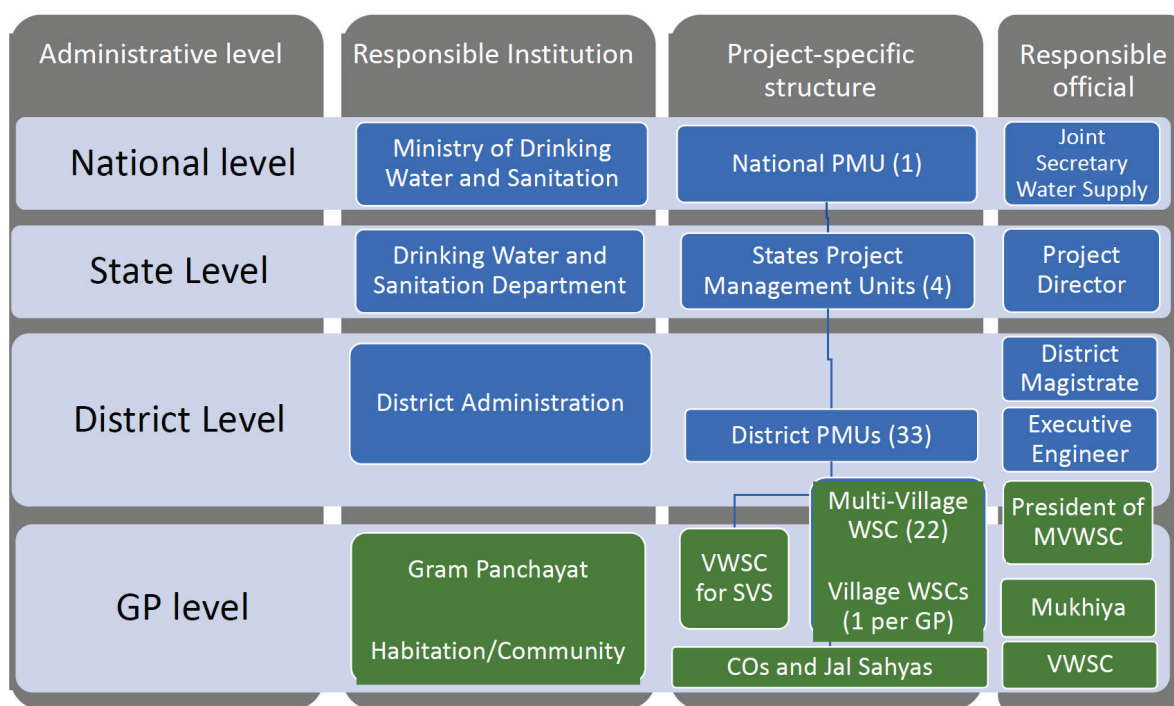 Administrative level
Responsible Institution
Project-specific
structure
Responsible
official
National level
Ministry of Drinking
Water and Sanitation
National PMU (1)
Joint
Secretary
Water Supply
State Level
Drinking Water and
Sanitation Department
States Project
Management Units (4)
Project
Director
District Level
District Administration
District PMUs (33)
District
Magistrate
Executive
Engineer
GP level
Gram Panchayat
Habitation/Community
VWSC
for SVS
Multi-Village
WSC (22)
Village WSCs
(1 per GP)
COs and Jal Sahyas
President of
MVWSC
Mukhiya
VWSC